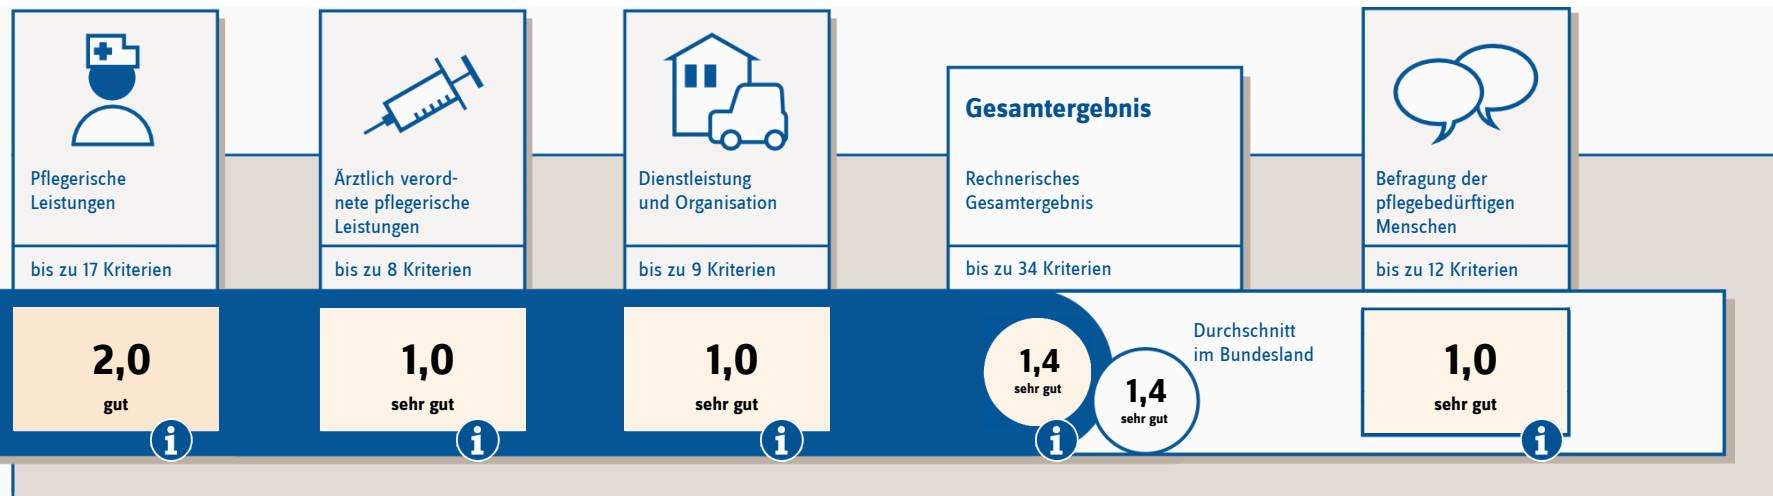 Pflegerische
Leistungen
bis zu 17 Kriterien
2,0
gut
i
Ärztlich verord-
nete pflegerische
Leistungen
bis zu 8 Kriterien
1,0
sehr gut
i
Dienstleistung
und Organisation
bis zu 9 Kriterien
1,0
sehr gut
i
Gesamtergebnis
Rechnerisches
Gesamtergebnis
bis zu 34 Kriterien
1,4
sehr gut
i
1,4
sehr gut
Durchschnitt
im Bundesland
Befragung der
pflegebedürftigen
Menschen
bis zu 12 Kriterien
1,0
sehr gut
i